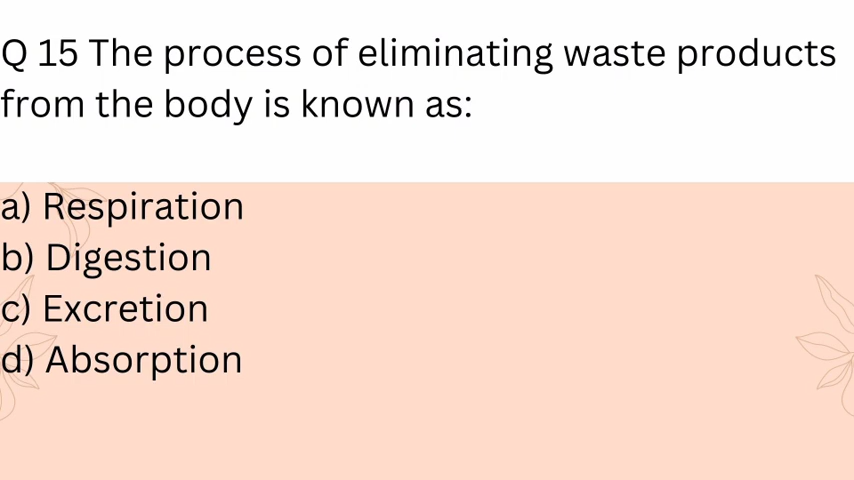 Q 15 The process of eliminating waste products
from the body is known as:
a) Respiration
b) Digestion
c) Excretion
d) Absorption